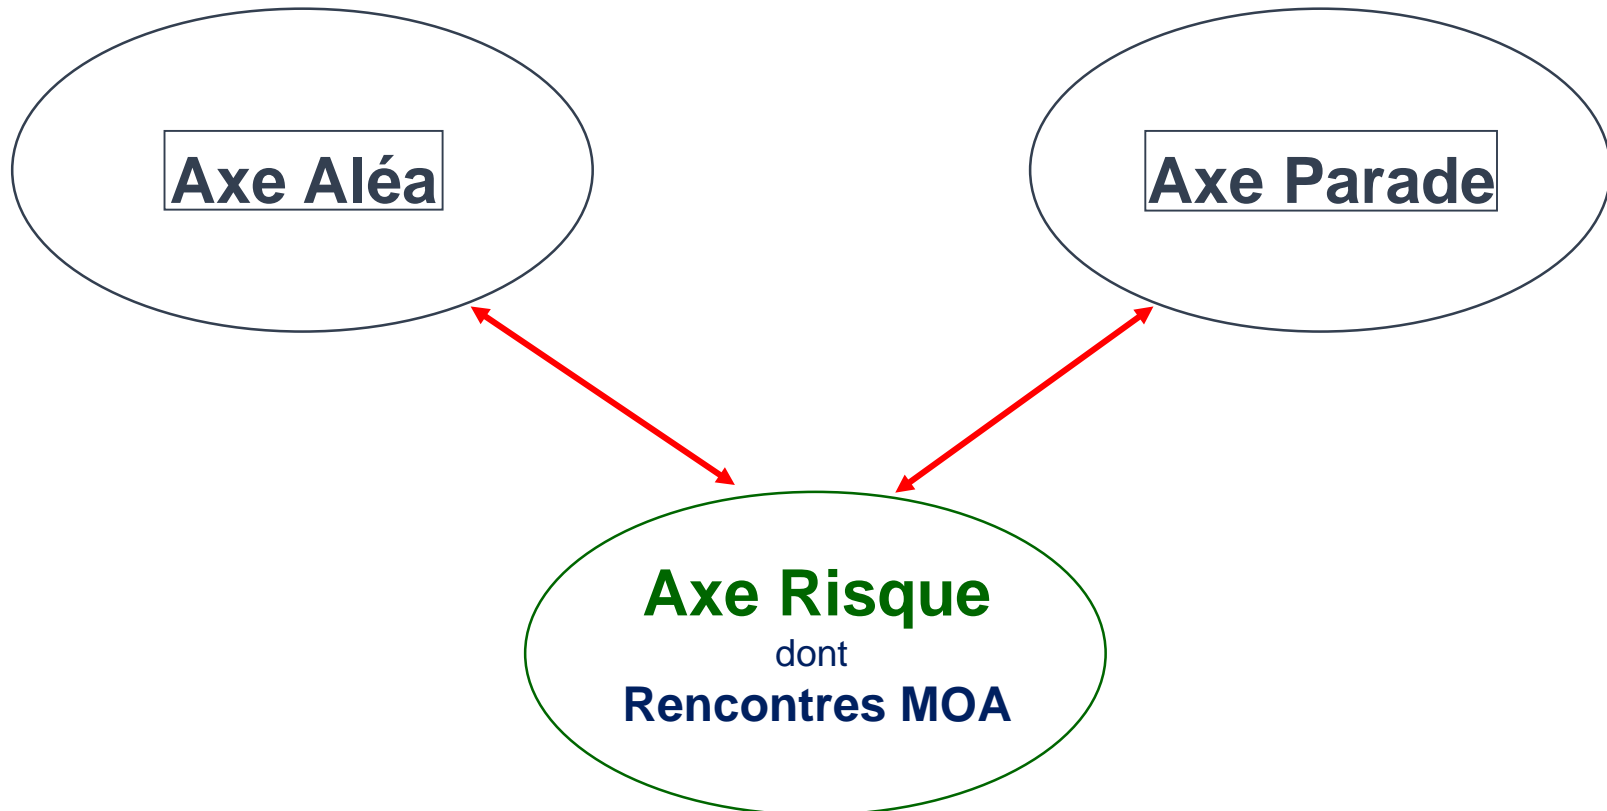 Axe Aléa
Axe Parade
Axe Risque
dont
Rencontres MOA